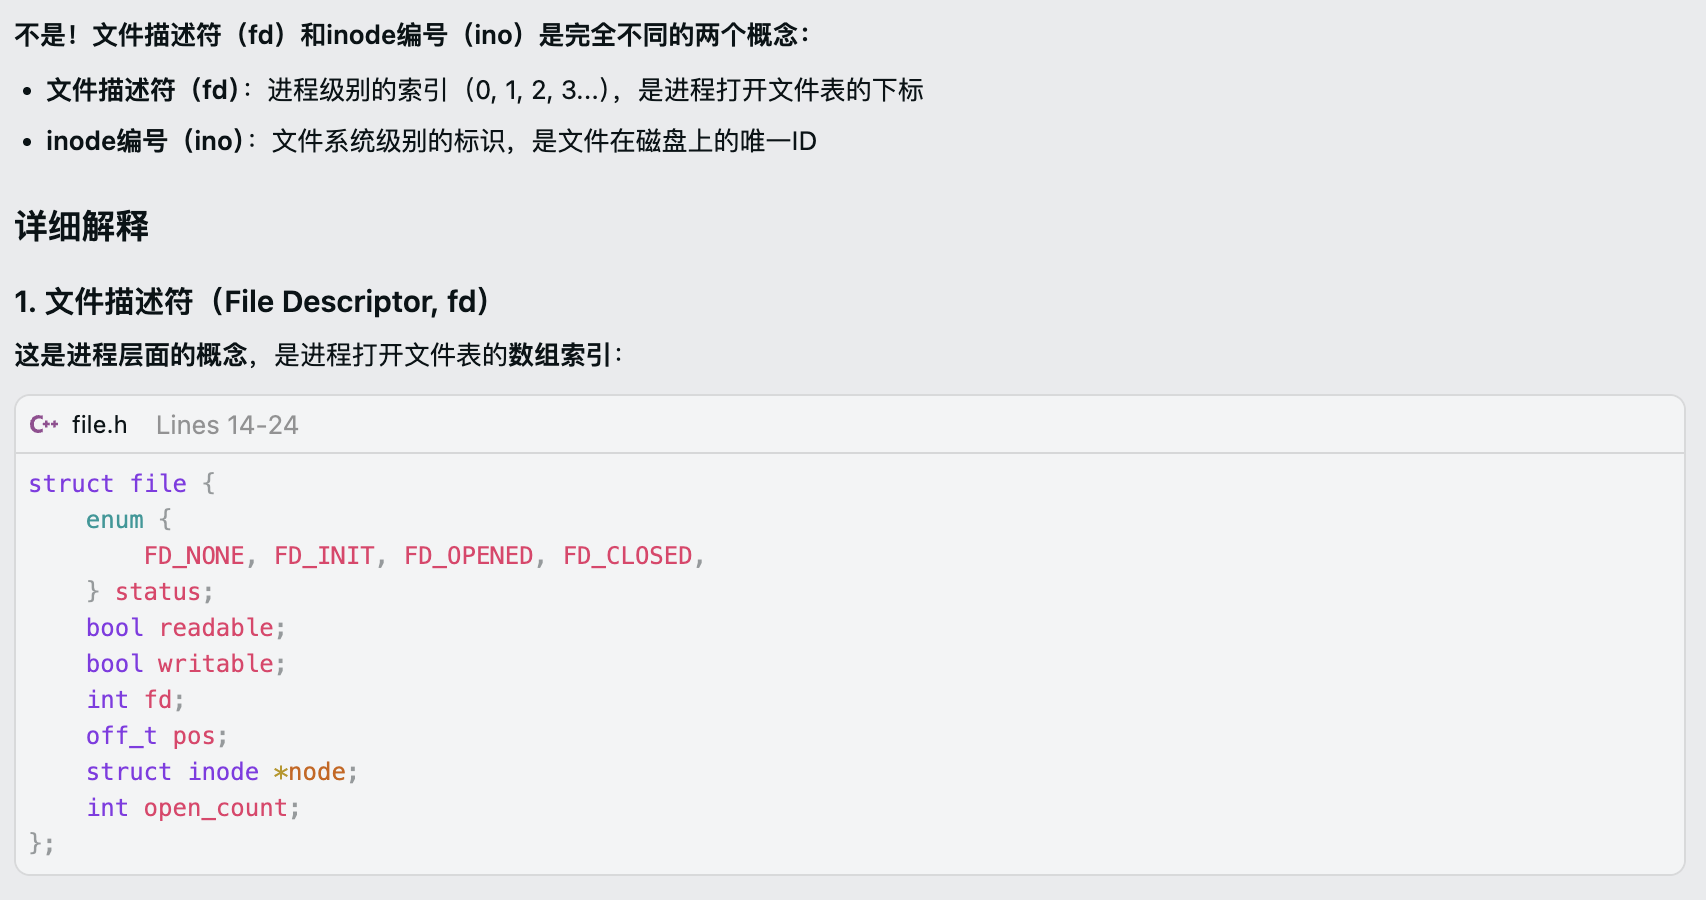 不是！文件描述符（fd）和inode编号（ino）是完全不同的两个概念：
• 文件描述符（fd）：进程级别的索引（0, 1, 2, 3...），是进程打开文件表的下标
• inode编号（ino）：文件系统级别的标识，是文件在磁盘上的唯一ID
详细解释
1. 文件描述符（File Descriptor, fd）
这是进程层面的概念，是进程打开文件表的数组索引：
C++ file.h Lines 14-24
struct file {
    enum {
        FD_NONE, FD_INIT, FD_OPENED, FD_CLOSED,
    } status;
    bool readable;
    bool writable;
    int fd;
    off_t pos;
    struct inode *node;
    int open_count;
};